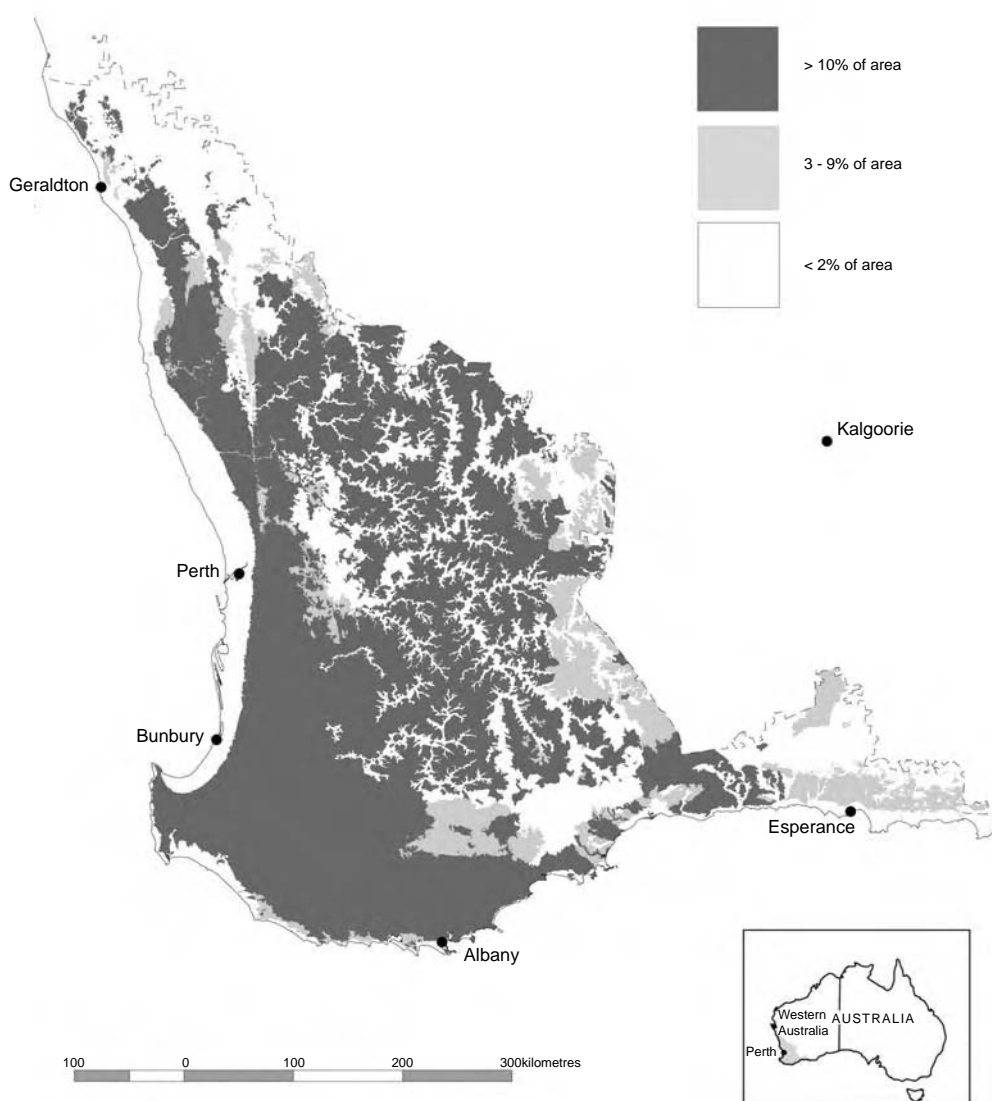 > 10% of area
3 - 9% of area
Geraldton
< 2% of area
Kalgoorie
Perth
Bunbury
Esperance
Albany
Western
Australia
AUSTRALIA
Perth
100 0 100 200 300kilometres